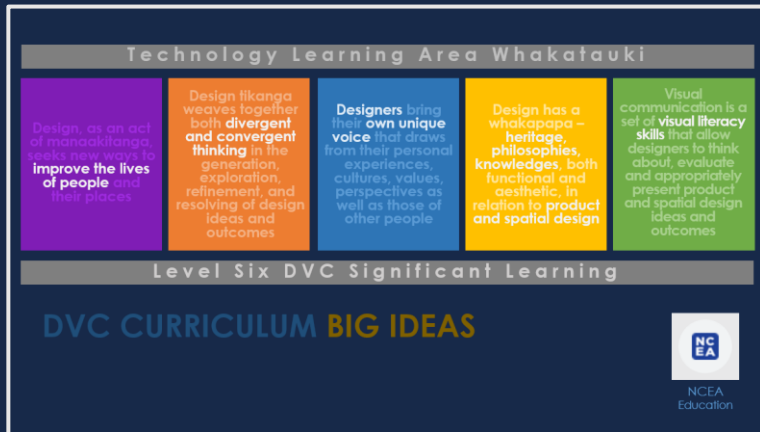 Technology Learning Area Whakatauki
Design, as an act
of manaakitanga,
seeks new ways to
improve the lives
of people and
their places
Design tikanga
weaves together
both divergent
and convergent
thinking in the
generation,
exploration,
refinement, and
resolving of design
ideas and
outcomes
Designers bring
their own unique
voice that draws
from their personal
experiences,
cultures, values,
perspectives as
well as those of
other people
Design has a
whakapapa –
heritage,
philosophies,
knowledges, both
functional and
aesthetic, in
relation to product
and spatial design
Visual
communication is a
set of visual literacy
skills that allow
designers to think
about, evaluate
and appropriately
present product
and spatial design
ideas and
outcomes
Level Six DVC Significant Learning
DVC CURRICULUM BIG IDEAS
NC
EA
NCEA
Education